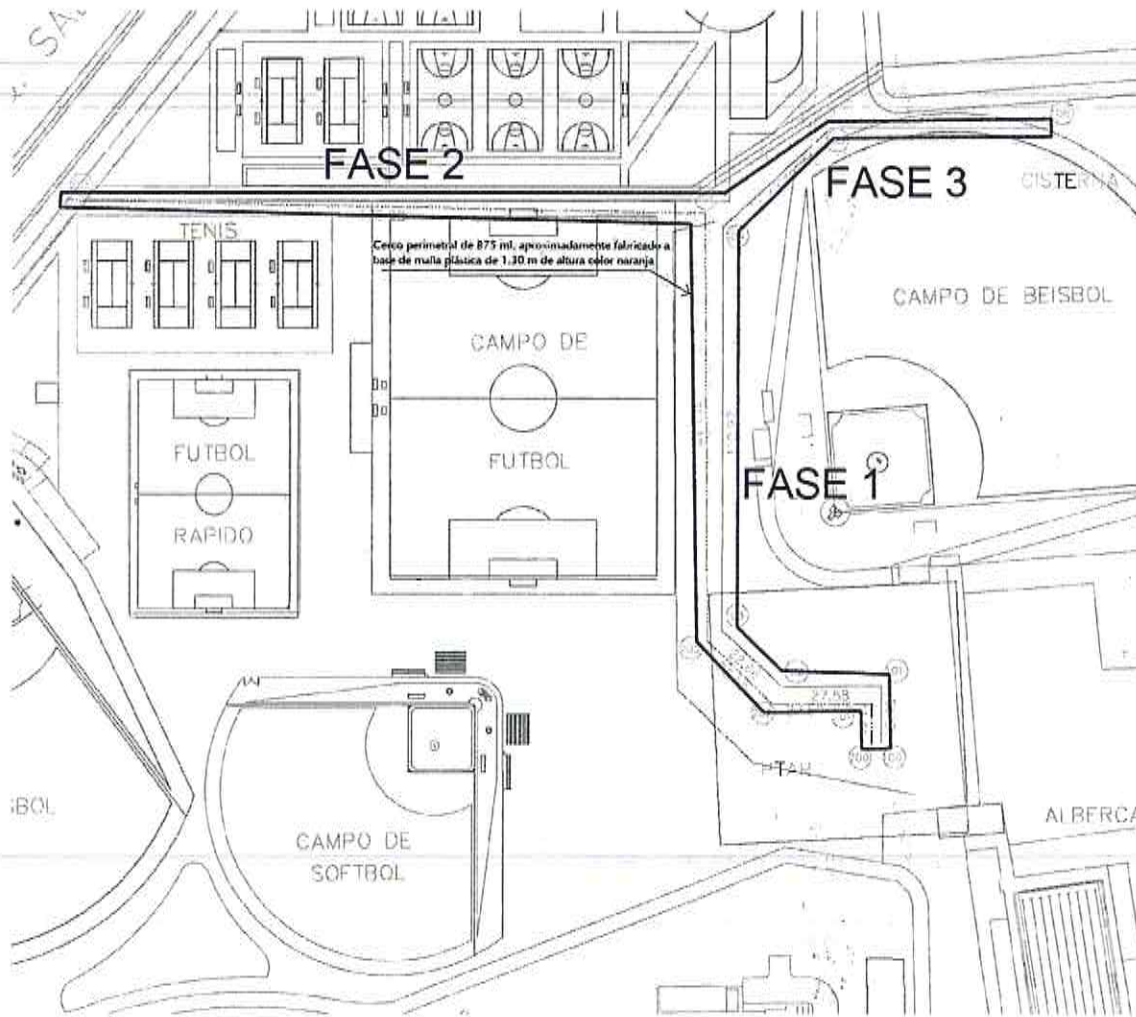 FASE 2
FASE 3
CISTERNA
TENIS
Cerco perimetral de 875 ml, aproximadamente fabricado a
base de malla plástica de 1.30 m de altura color naranja
CAMPO DE BEISBOL
CAMPO DE
FUTBOL
FUTBOL
RAPIDO
FASE 1
27.58
PTAR
ALBERCA
CAMPO DE
SOFTBOL